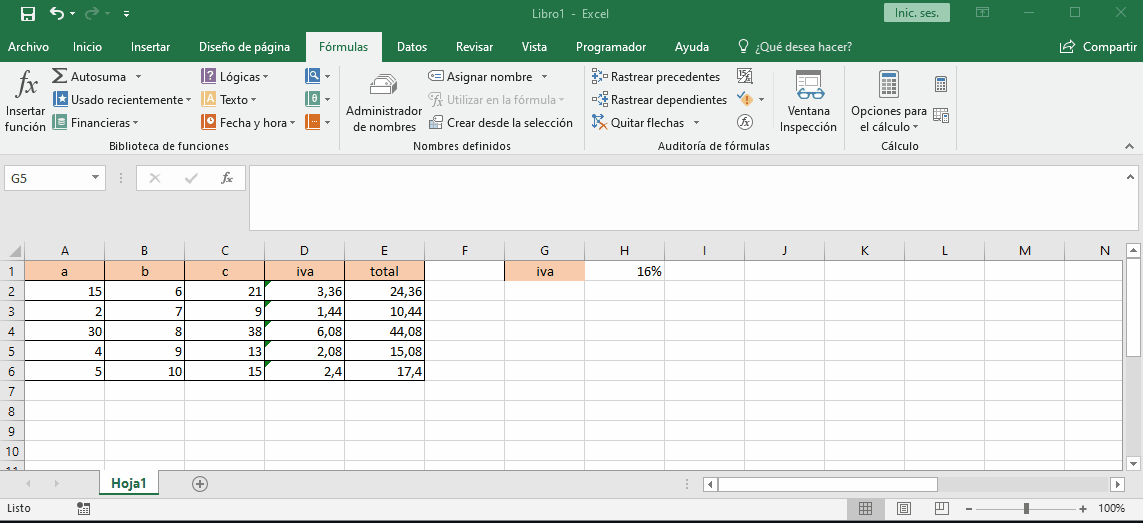 Libro1 - Excel
Inic. ses.
Archivo Inicio Insertar Diseño de página Fórmulas Datos Revisar Vista Programador Ayuda ¿Qué desea hacer? Compartir
fx Insertar función
Autosuma
Usado recientemente
Financieras
Lógicas
Texto
Fecha y hora
θ
Biblioteca de funciones
Administrador de nombres
Asignar nombre
Utilizar en la fórmula
Crear desde la selección
Nombres definidos
Rastrear precedentes
Rastrear dependientes
Quitar flechas
fx
Auditoría de fórmulas
Ventana Inspección
Opciones para el cálculo
Cálculo
G5
fx
A B C D E F G H I J K L M N
1 a b c iva total iva 16%
2 15 6 21 3,36 24,36
3 2 7 9 1,44 10,44
4 30 8 38 6,08 44,08
5 4 9 13 2,08 15,08
6 5 10 15 2,4 17,4
7
8
9
10
11
Hoja1
Listo
100%